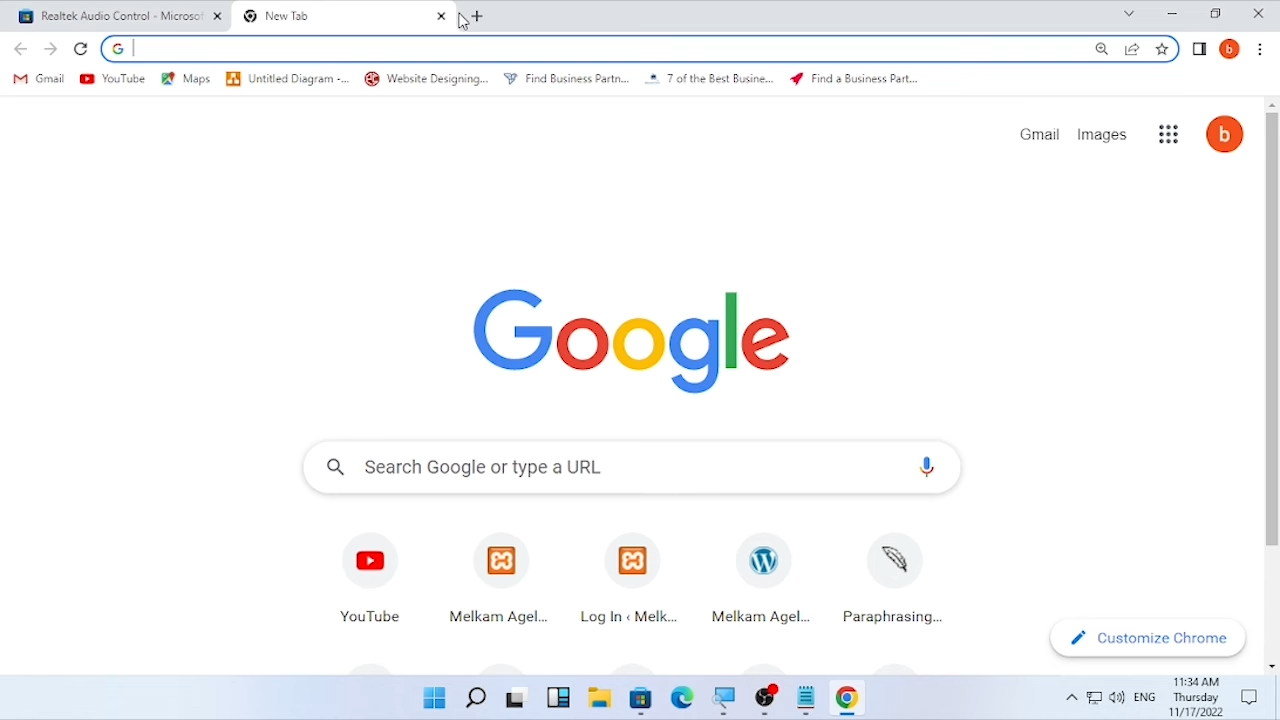 Realtek Audio Control - Microsof
New Tab
Gmail YouTube Maps Untitled Diagram -... Website Designing... Find Business Partn... 7 of the Best Busine... Find a Business Part...
b
Gmail Images b
Google
Search Google or type a URL
YouTube Melkam Agel... Log In ‹ Melk... Melkam Agel... Paraphrasing...
Customize Chrome
ENG
11:34 AM
Thursday
11/17/2022